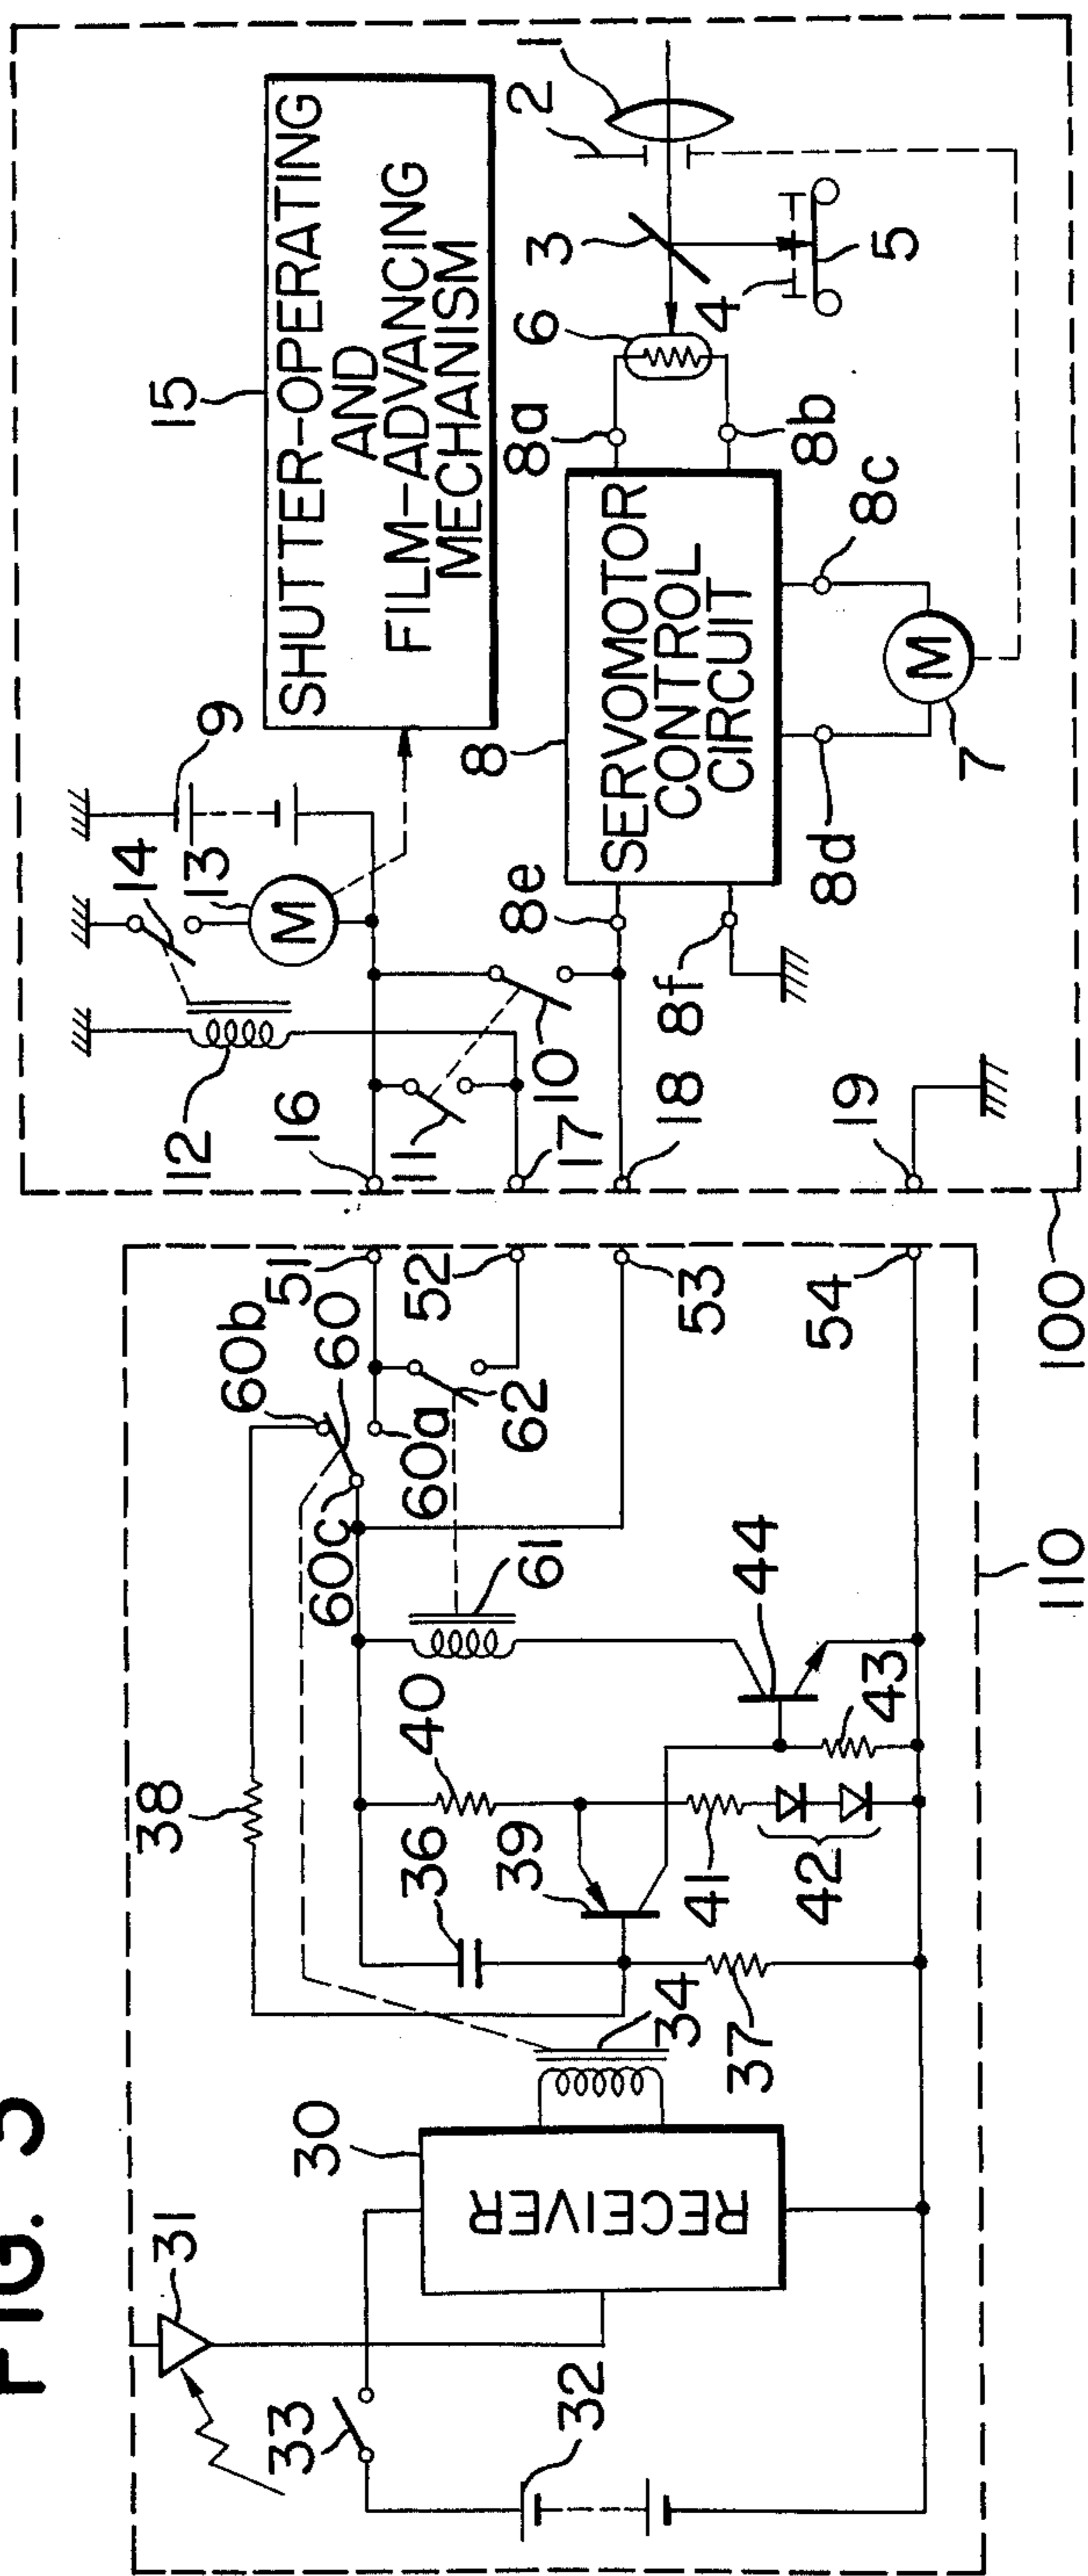 FIG. 3
31
30
33
32
RECEIVER
34
38
36
39
40
37
41
42
43
44
61
60b
60
60c
60a
62
51
52
53
54
110
100
16
17
18
19
11
10
12
14
13
9
15
SHUTTER-OPERATING
AND
FILM-ADVANCING
MECHANISM
M
8
SERVOMOTOR
CONTROL
CIRCUIT
8a
8b
8c
8d
8e
8f
M
7
6
3
4
5
2
1